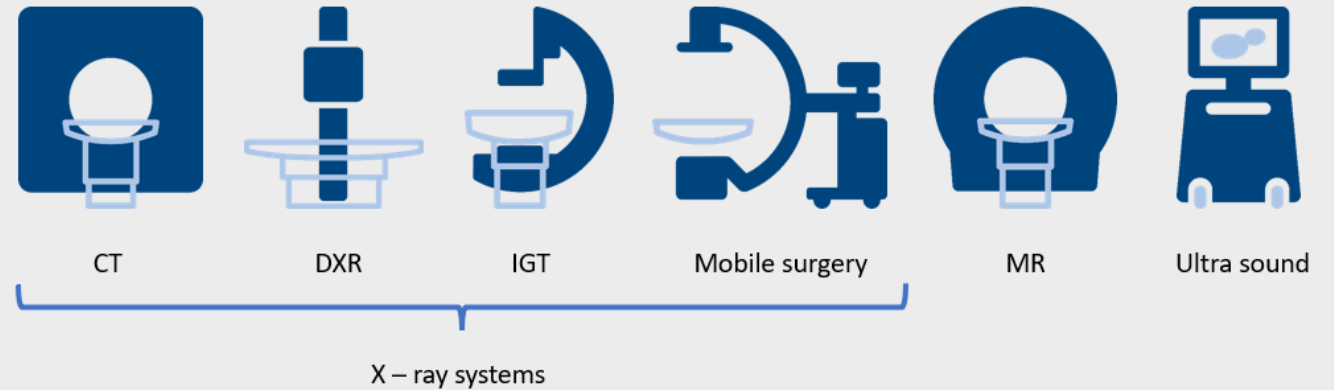 CT
DXR
IGT
Mobile surgery
MR
Ultra sound
X – ray systems